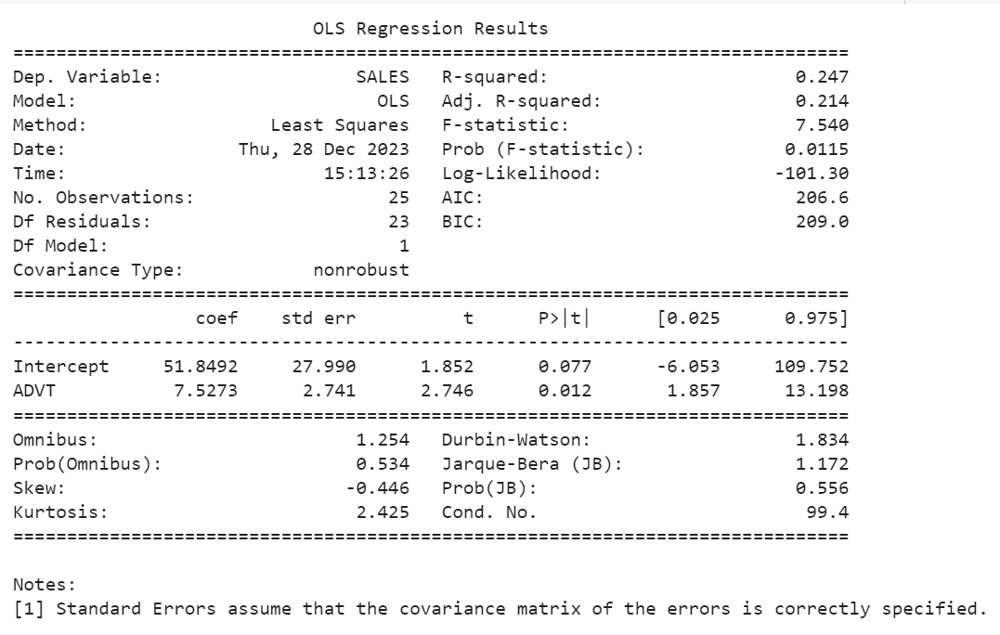 OLS Regression Results
==============================================================================
Dep. Variable:                  SALES   R-squared:                       0.247
Model:                            OLS   Adj. R-squared:                  0.214
Method:                 Least Squares   F-statistic:                     7.540
Date:                Thu, 28 Dec 2023   Prob (F-statistic):             0.0115
Time:                        15:13:26   Log-Likelihood:                -101.30
No. Observations:                  25   AIC:                             206.6
Df Residuals:                      23   BIC:                             209.0
Df Model:                           1
Covariance Type:            nonrobust
==============================================================================
                 coef    std err          t      P>|t|      [0.025      0.975]
------------------------------------------------------------------------------
Intercept     51.8492     27.990      1.852      0.077      -6.053     109.752
ADVT           7.5273      2.741      2.746      0.012       1.857      13.198
==============================================================================
Omnibus:                        1.254   Durbin-Watson:                   1.834
Prob(Omnibus):                  0.534   Jarque-Bera (JB):                1.172
Skew:                          -0.446   Prob(JB):                        0.556
Kurtosis:                       2.425   Cond. No.                         99.4
==============================================================================
Notes:
[1] Standard Errors assume that the covariance matrix of the errors is correctly specified.